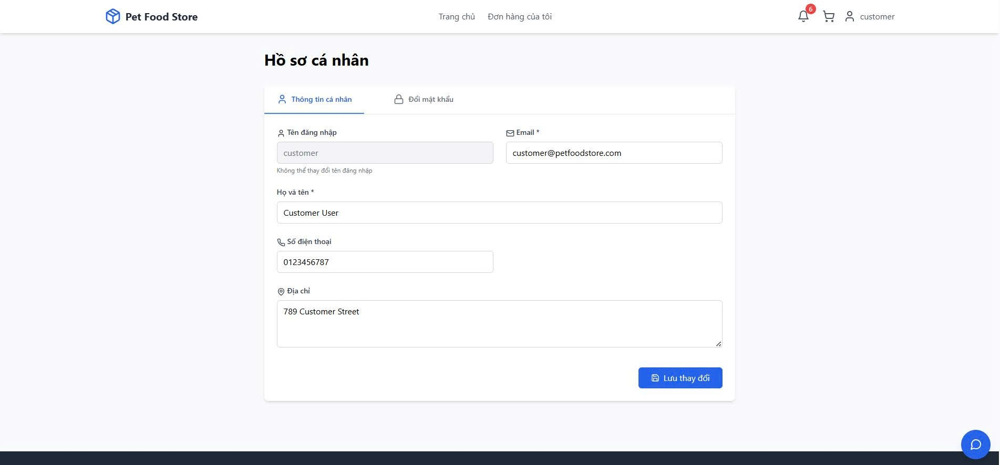 Pet Food Store
Trang chủ
Đơn hàng của tôi
6
customer
Hồ sơ cá nhân
Thông tin cá nhân
Đổi mật khẩu
Tên đăng nhập
customer
Không thể thay đổi tên đăng nhập
Email *
customer@petfoodstore.com
Họ và tên *
Customer User
Số điện thoại
0123456787
Địa chỉ
789 Customer Street
Lưu thay đổi